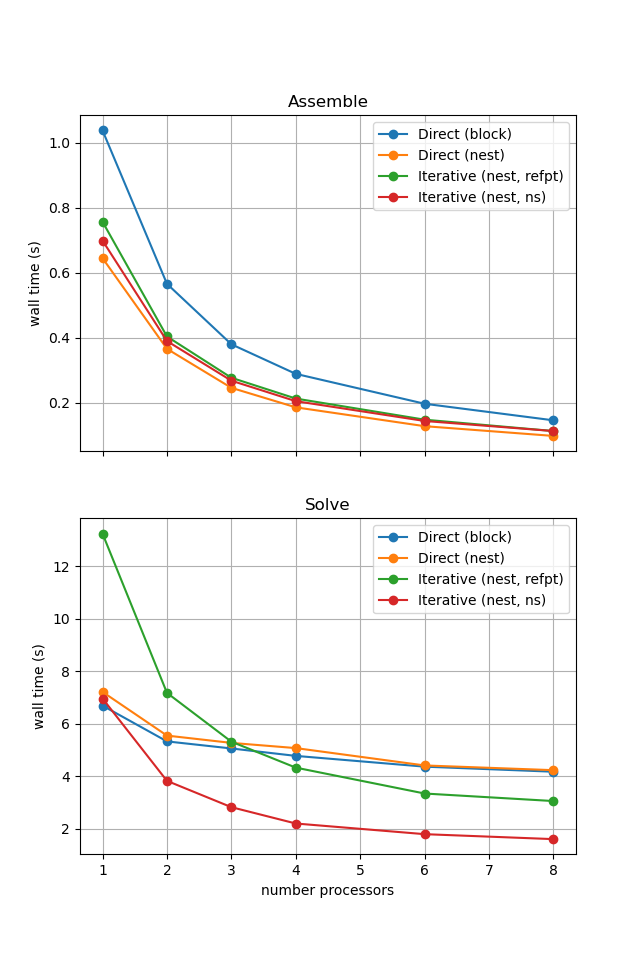 Assemble
1.0
0.8
0.6
0.4
0.2
wall time (s)
Direct (block)
Direct (nest)
Iterative (nest, refpt)
Iterative (nest, ns)
Solve
12
10
8
6
4
2
wall time (s)
Direct (block)
Direct (nest)
Iterative (nest, refpt)
Iterative (nest, ns)
1 2 3 4 5 6 7 8
number processors